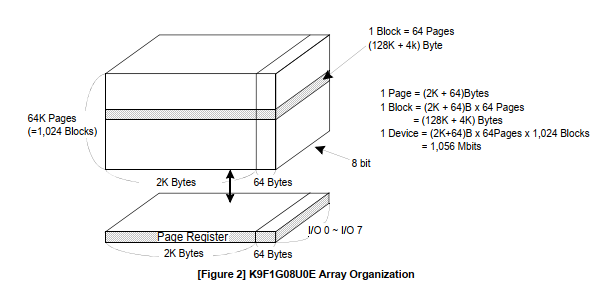 1 Block = 64 Pages
(128K + 4k) Byte
64K Pages
(=1,024 Blocks)
1 Page = (2K + 64)Bytes
1 Block = (2K + 64)B x 64 Pages
= (128K + 4K) Bytes
1 Device = (2K+64)B x 64Pages x 1,024 Blocks
= 1,056 Mbits
8 bit
2K Bytes
64 Bytes
I/O 0 ~ I/O 7
Page Register
2K Bytes
64 Bytes
[Figure 2] K9F1G08U0E Array Organization